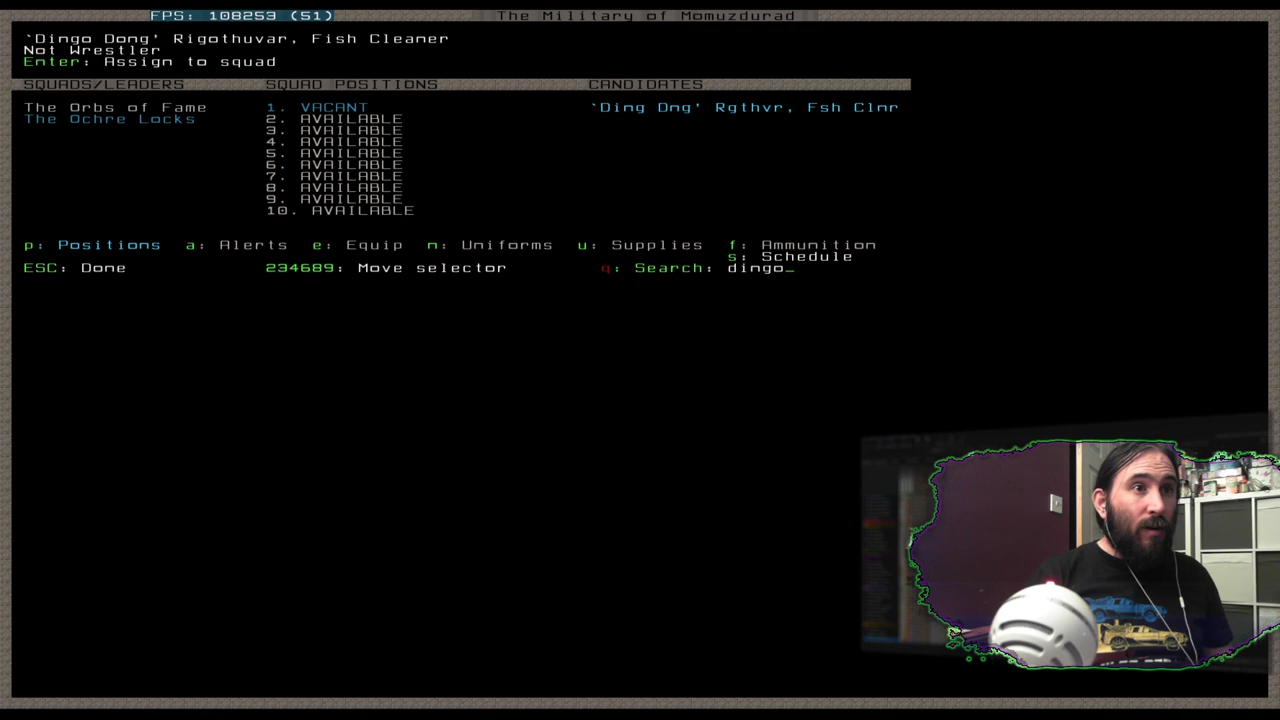 FPS: 108253 (51) The Military of Momuzdurad
`Dingo Dong' Rigothuvar, Fish Cleaner
Not Wrestler
Enter: Assign to squad
SQUADS/LEADERS SQUAD POSITIONS CANDIDATES
The Orbs of Fame 1. VACANT `Ding Dng' Rgthvr, Fsh Clnr
The Ochre Locks 2. AVAILABLE
3. AVAILABLE
4. AVAILABLE
5. AVAILABLE
6. AVAILABLE
7. AVAILABLE
8. AVAILABLE
9. AVAILABLE
10. AVAILABLE
p: Positions a: Alerts e: Equip n: Uniforms u: Supplies f: Ammunition
s: Schedule
ESC: Done 234689: Move selector q: Search: dingo_